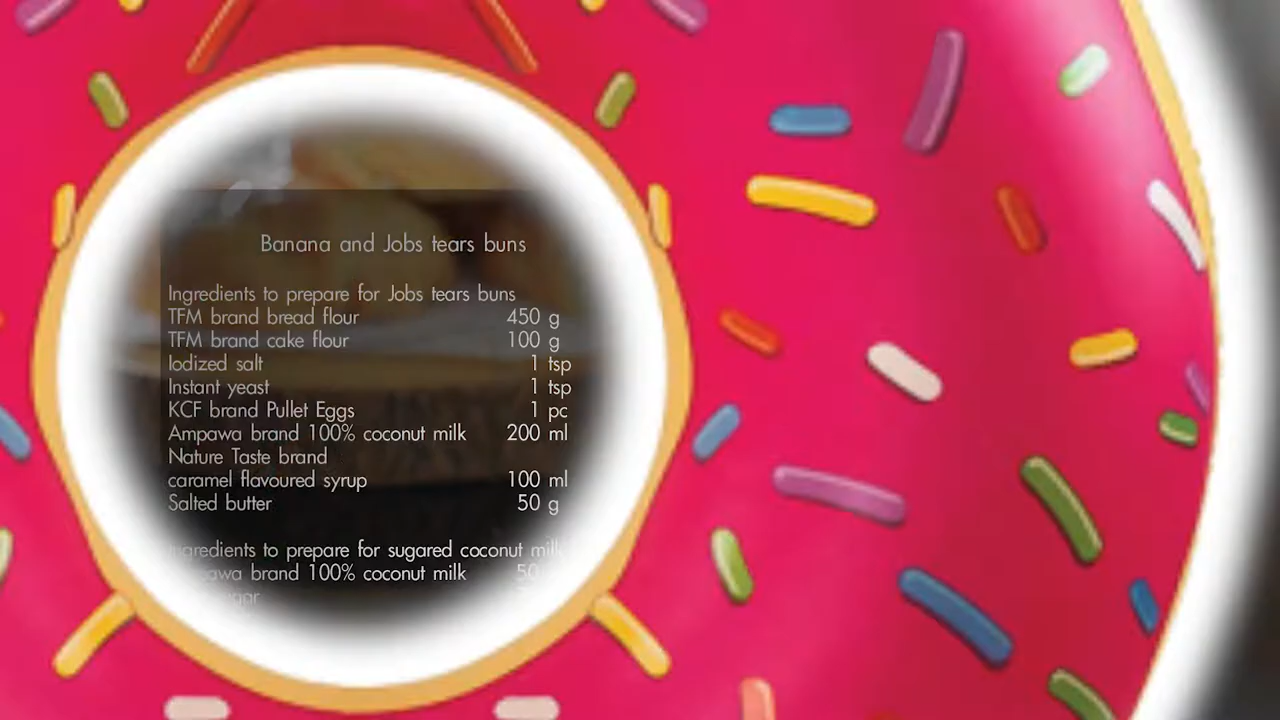 Banana and Jobs tears buns
Ingredients to prepare for Jobs tears buns
TFM brand bread flour 450 g
TFM brand cake flour 100 g
Iodized salt 1 tsp
Instant yeast 1 tsp
KCF brand Pullet Eggs 1 pc
Ampawa brand 100% coconut milk 200 ml
Nature Taste brand
caramel flavoured syrup 100 ml
Salted butter 50 g
Ingredients to prepare for sugared coconut milk
brand 100% coconut milk